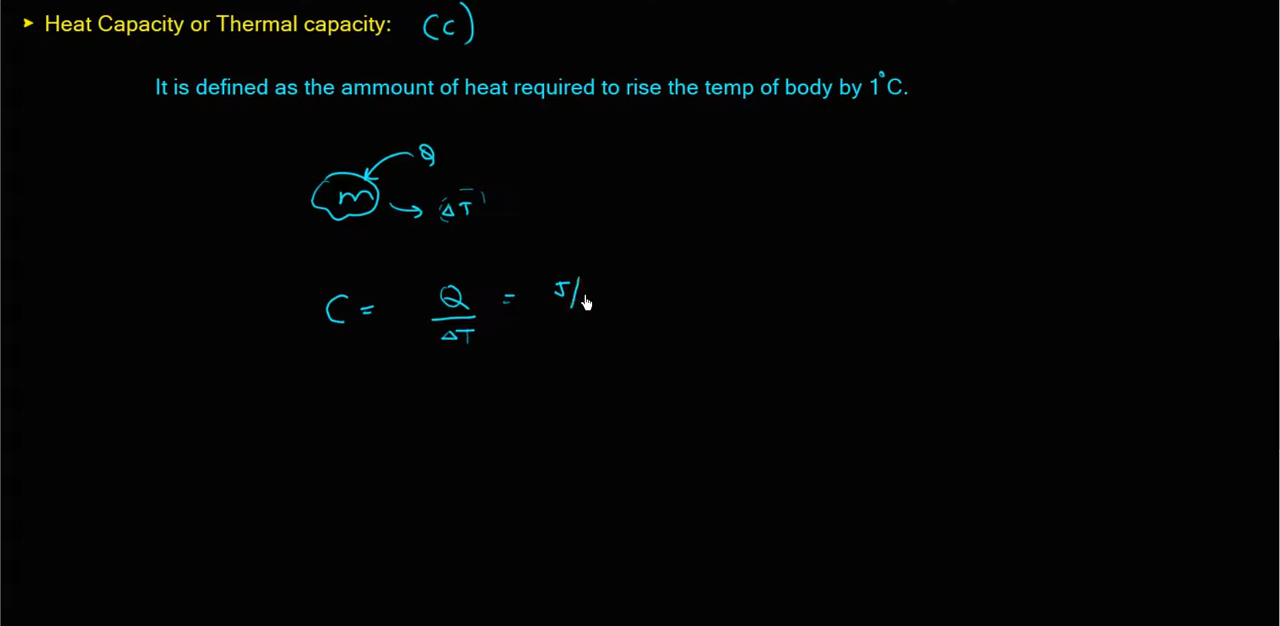 ➤ Heat Capacity or Thermal capacity: (C)
It is defined as the ammount of heat required to rise the temp of body by 1°C.
Q
m
ΔT
C = Q/ΔT = J/